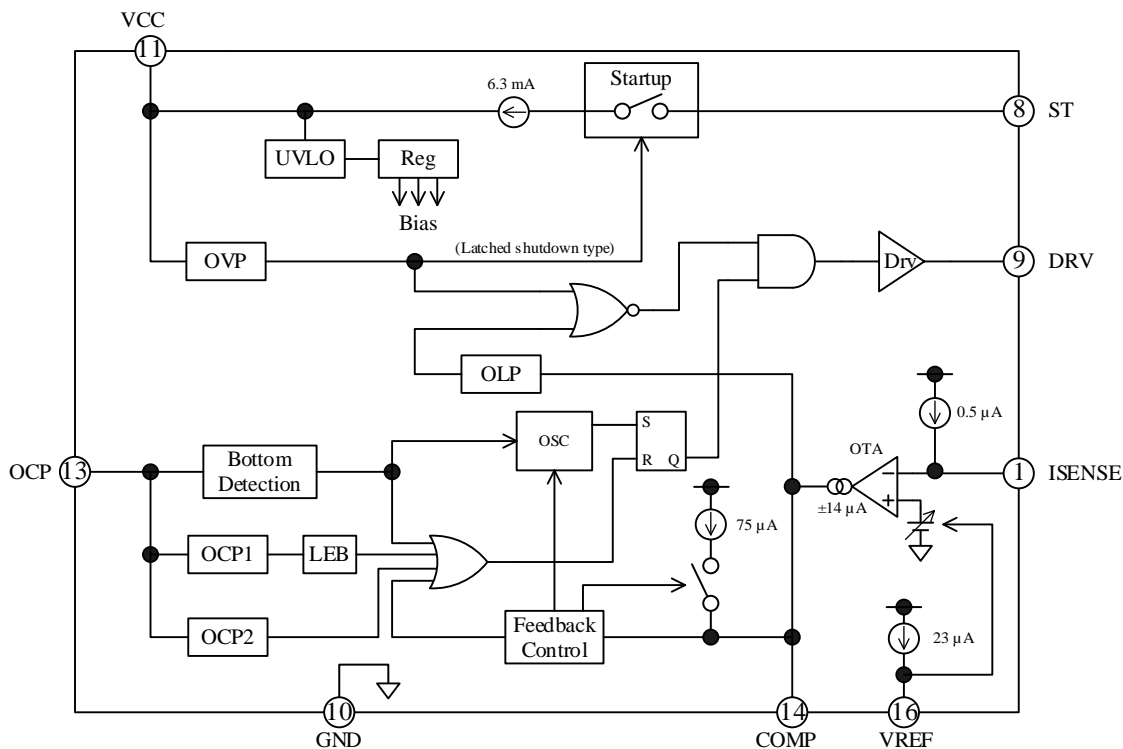 VCC
11
6.3 mA
Startup
8
ST
UVLO
Reg
Bias
OVP
(Latched shutdown type)
Drv
9
DRV
OLP
0.5 µA
OSC
S
R
Q
OTA
OCP
13
Bottom
Detection
−
+
1
ISENSE
±14 µA
75 µA
OCP1
LEB
OCP2
Feedback
Control
23 µA
10
GND
14
COMP
16
VREF